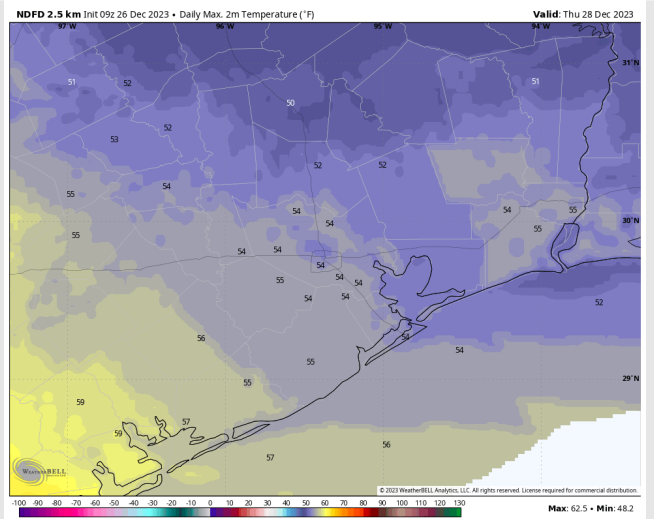 NDFD 2.5 km Init 09z 26 Dec 2023 • Daily Max. 2m Temperature (°F)
Valid: Thu 28 Dec 2023
97°W 96°W 95°W 94°W
31°N
51 52 50 51
53 52
52 52
55 54
54 54 54 55
30°N
55 54 54 55
54
55 54 54
54 54
52
56 54
54
55
55
29°N
59
57
59
56
57
WeatherBELL
© 2023 WeatherBELL Analytics, LLC. All rights reserved. License required for commercial distribution.
-100 -90 -80 -70 -60 -50 -40 -30 -20 -10 0 10 20 30 40 50 60 70 80 90 100 110 120 130
Max: 62.5 • Min: 48.2